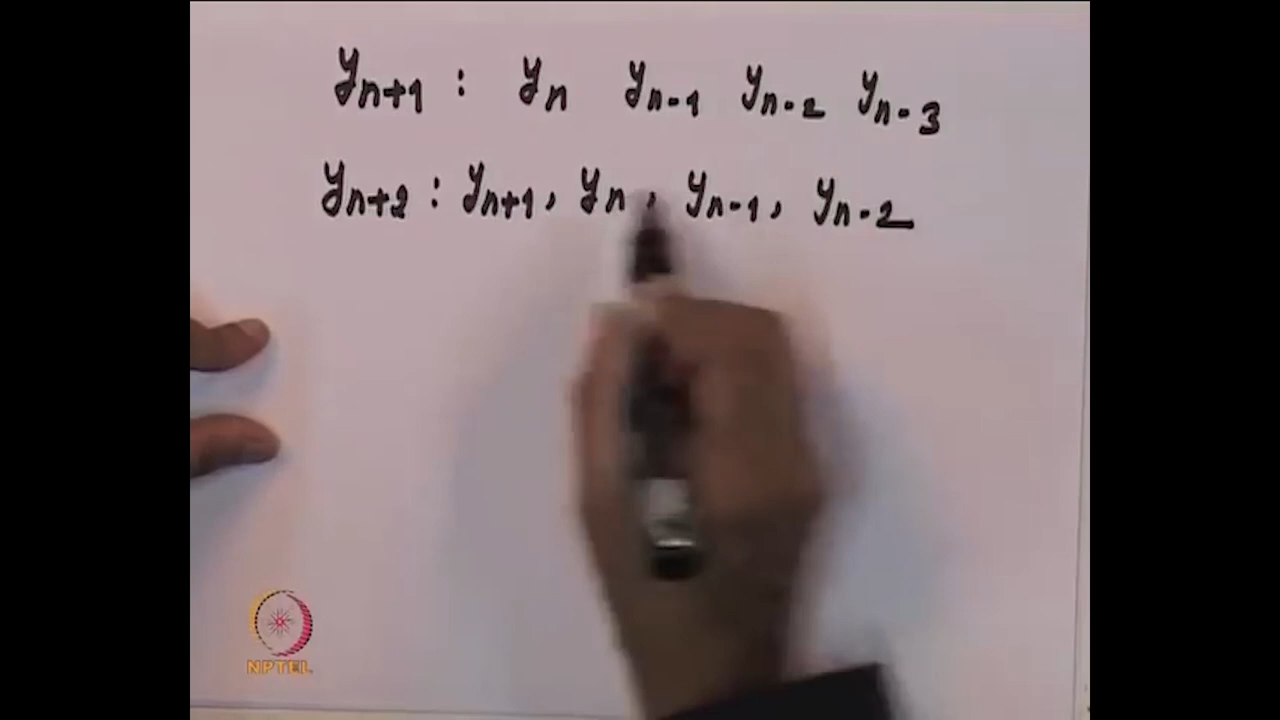 yₙ₊₁ : yₙ yₙ₋₁ yₙ₋₂ yₙ₋₃
yₙ₊₂ : yₙ₊₁, yₙ, yₙ₋₁, yₙ₋₂
NPTEL